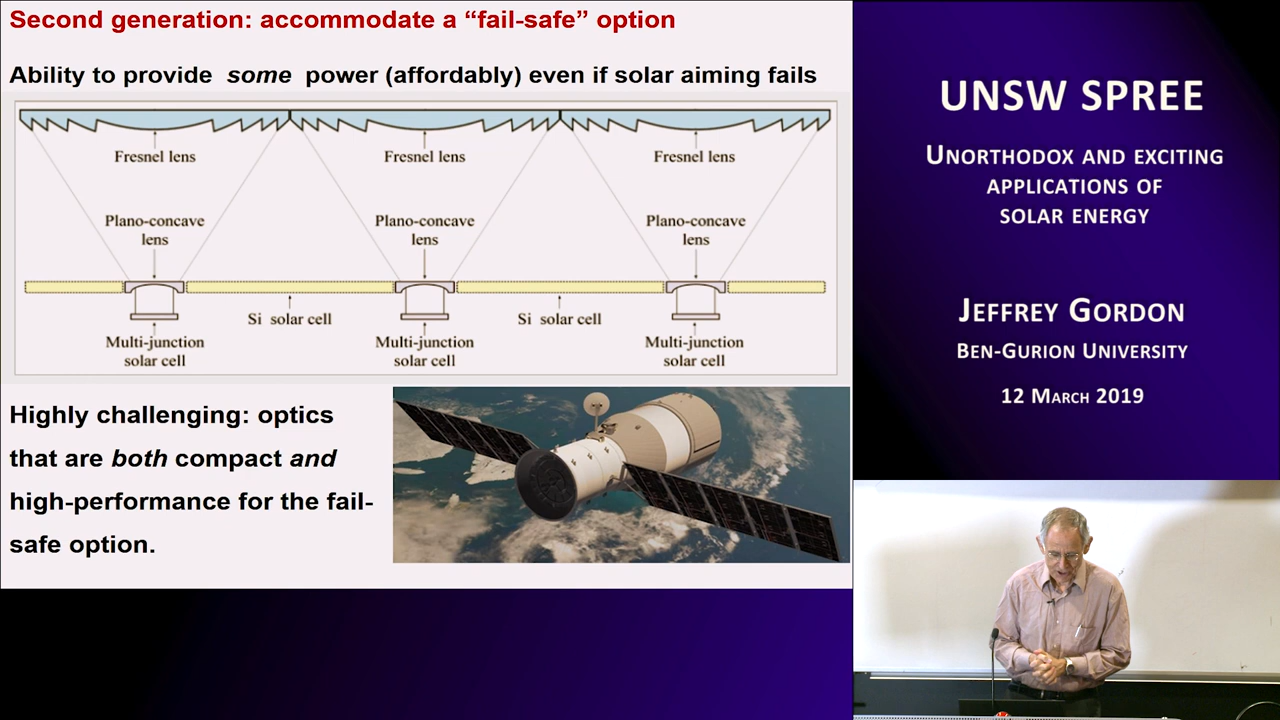 Second generation: accommodate a “fail-safe” option
Ability to provide some power (affordably) even if solar aiming fails
Fresnel lens
Fresnel lens
Fresnel lens
Plano-concave
lens
Plano-concave
lens
Plano-concave
lens
Si solar cell
Si solar cell
Multi-junction
solar cell
Multi-junction
solar cell
Multi-junction
solar cell
Highly challenging: optics
that are both compact and
high-performance for the fail-
safe option.
UNSW SPREE
UNORTHODOX AND EXCITING
APPLICATIONS OF
SOLAR ENERGY
JEFFREY GORDON
BEN-GURION UNIVERSITY
12 MARCH 2019